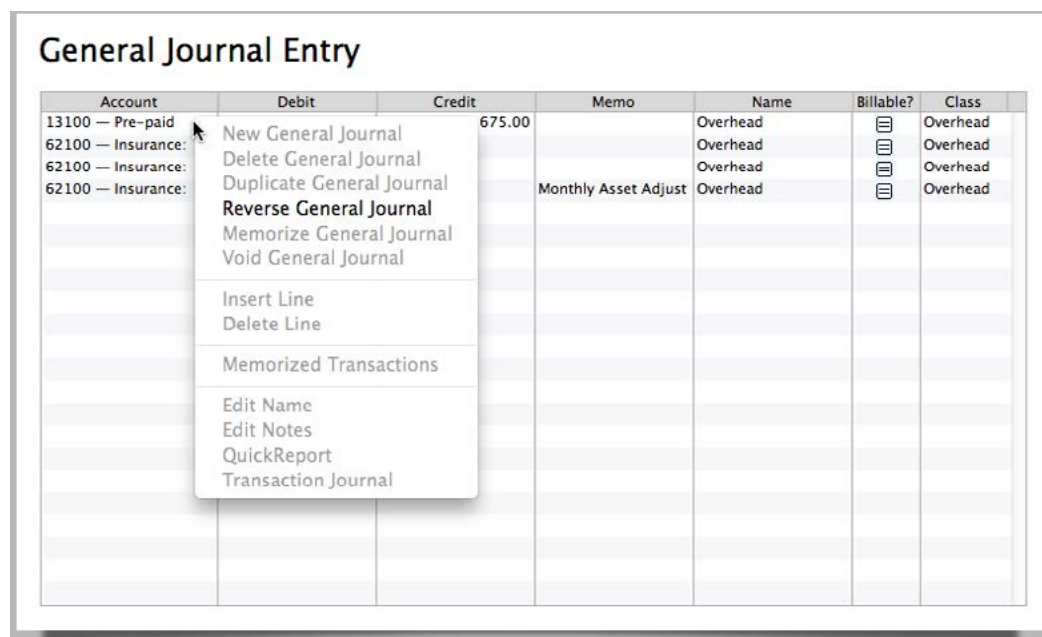 General Journal Entry
Account Debit Credit Memo Name Billable? Class
13100 — Pre-paid 675.00 Overhead Overhead
62100 — Insurance: Overhead Overhead
62100 — Insurance: Overhead Overhead
62100 — Insurance: Monthly Asset Adjust Overhead Overhead
New General Journal
Delete General Journal
Duplicate General Journal
Reverse General Journal
Memorize General Journal
Void General Journal
Insert Line
Delete Line
Memorized Transactions
Edit Name
Edit Notes
QuickReport
Transaction Journal